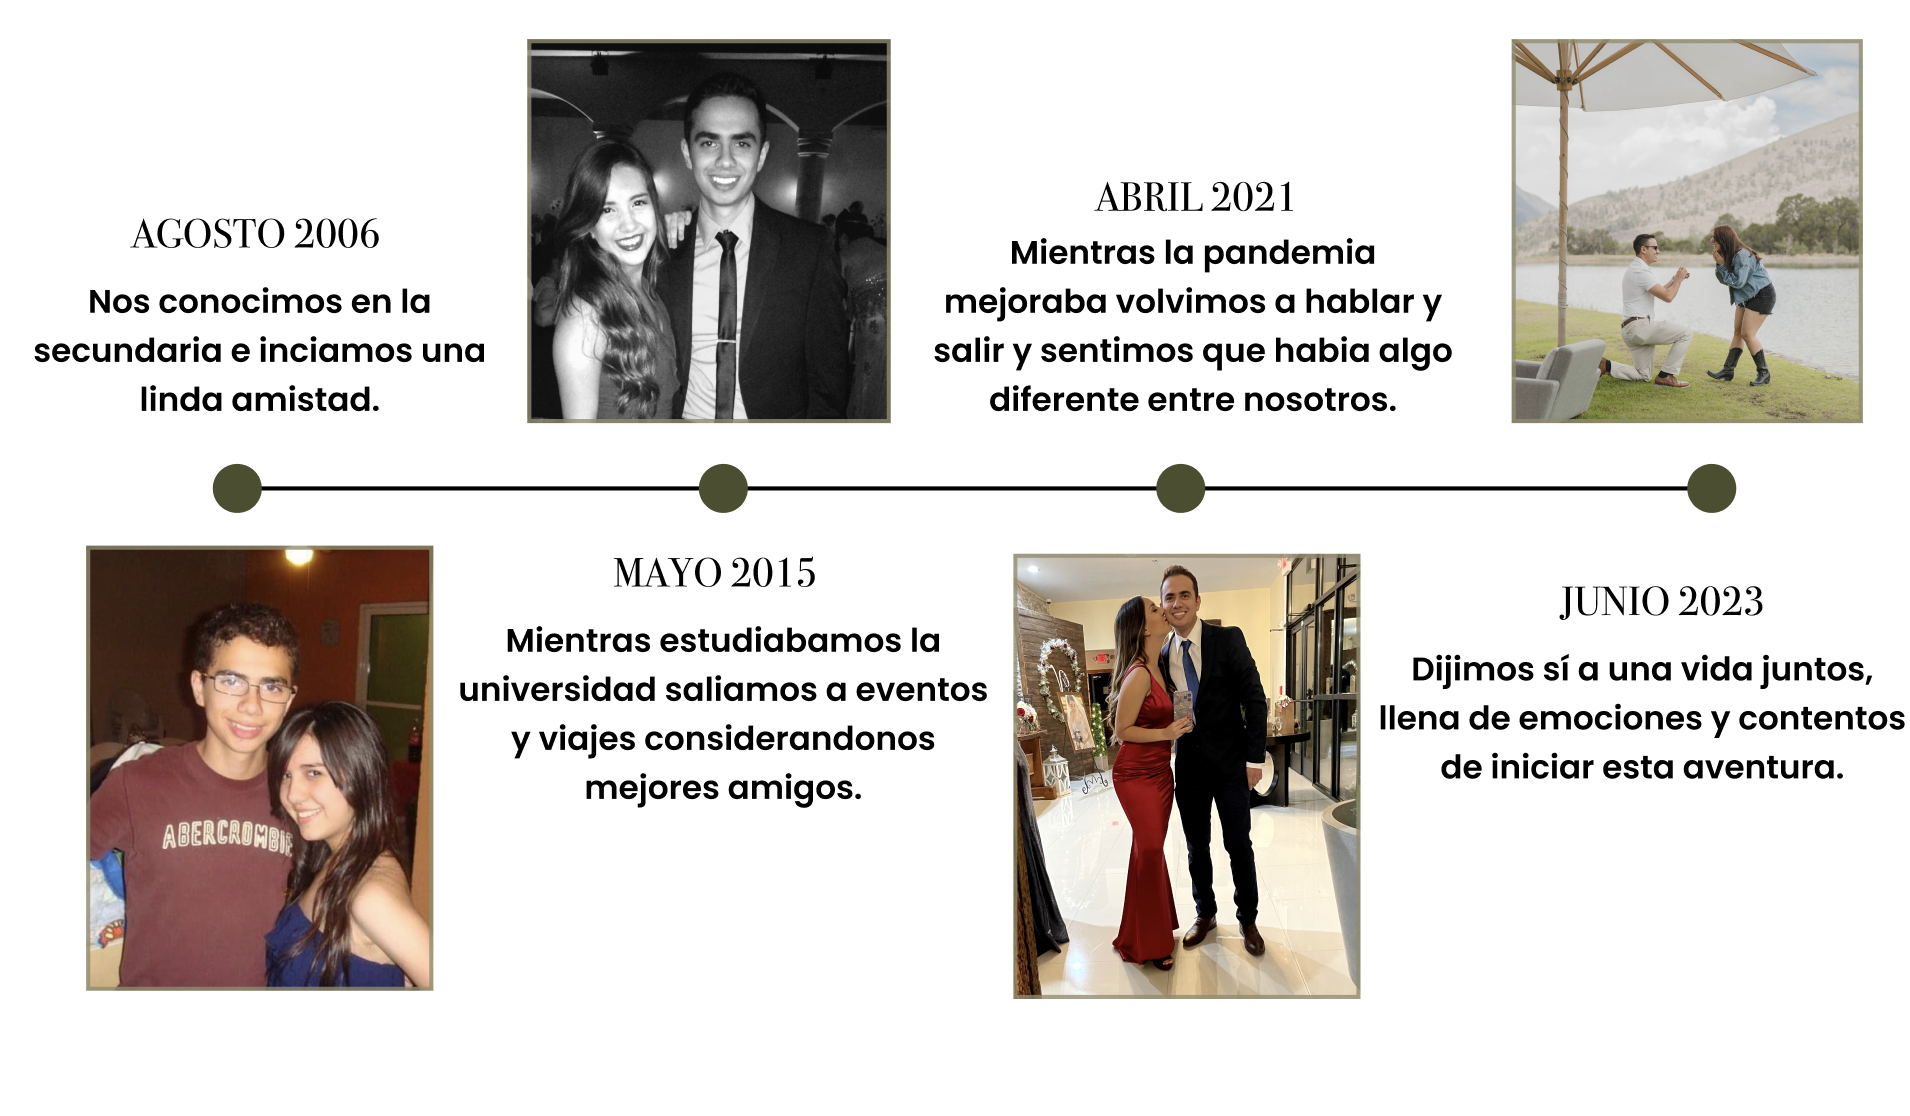 AGOSTO 2006
Nos conocimos en la
secundaria e inciamos una
linda amistad.
ABERCROMBIE
MAYO 2015
Mientras estudiabamos la
universidad saliamos a eventos
y viajes considerandonos
mejores amigos.
ABRIL 2021
Mientras la pandemia
mejoraba volvimos a hablar y
salir y sentimos que habia algo
diferente entre nosotros.
JUNIO 2023
Dijimos sí a una vida juntos,
llena de emociones y contentos
de iniciar esta aventura.